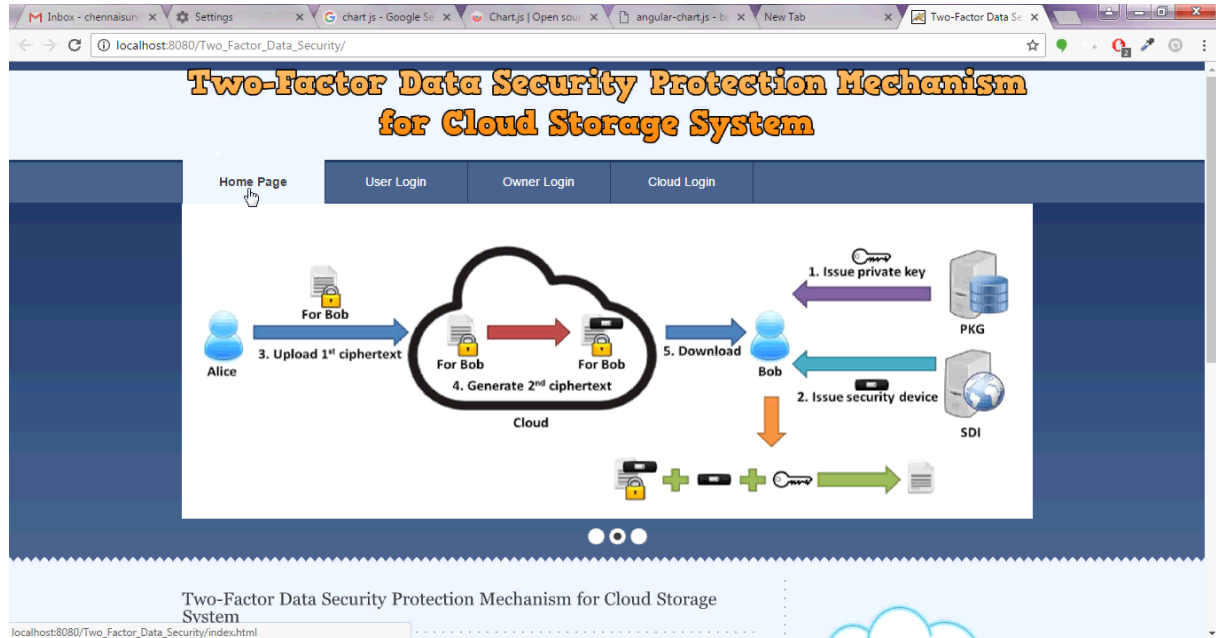 Inbox - chennaisun
Settings
chart js - Google Se
Chart.js | Open sour
angular-chart.js - be
New Tab
Two-Factor Data Se
localhost:8080/Two_Factor_Data_Security/
2
Two-Factor Data Security Protection Mechanism
for Cloud Storage System
Home Page
User Login
Owner Login
Cloud Login
For Bob
Alice
3. Upload 1st ciphertext
For Bob
For Bob
4. Generate 2nd ciphertext
Cloud
5. Download
Bob
1. Issue private key
PKG
2. Issue security device
SDI
Two-Factor Data Security Protection Mechanism for Cloud Storage
System
localhost:8080/Two_Factor_Data_Security/index.html